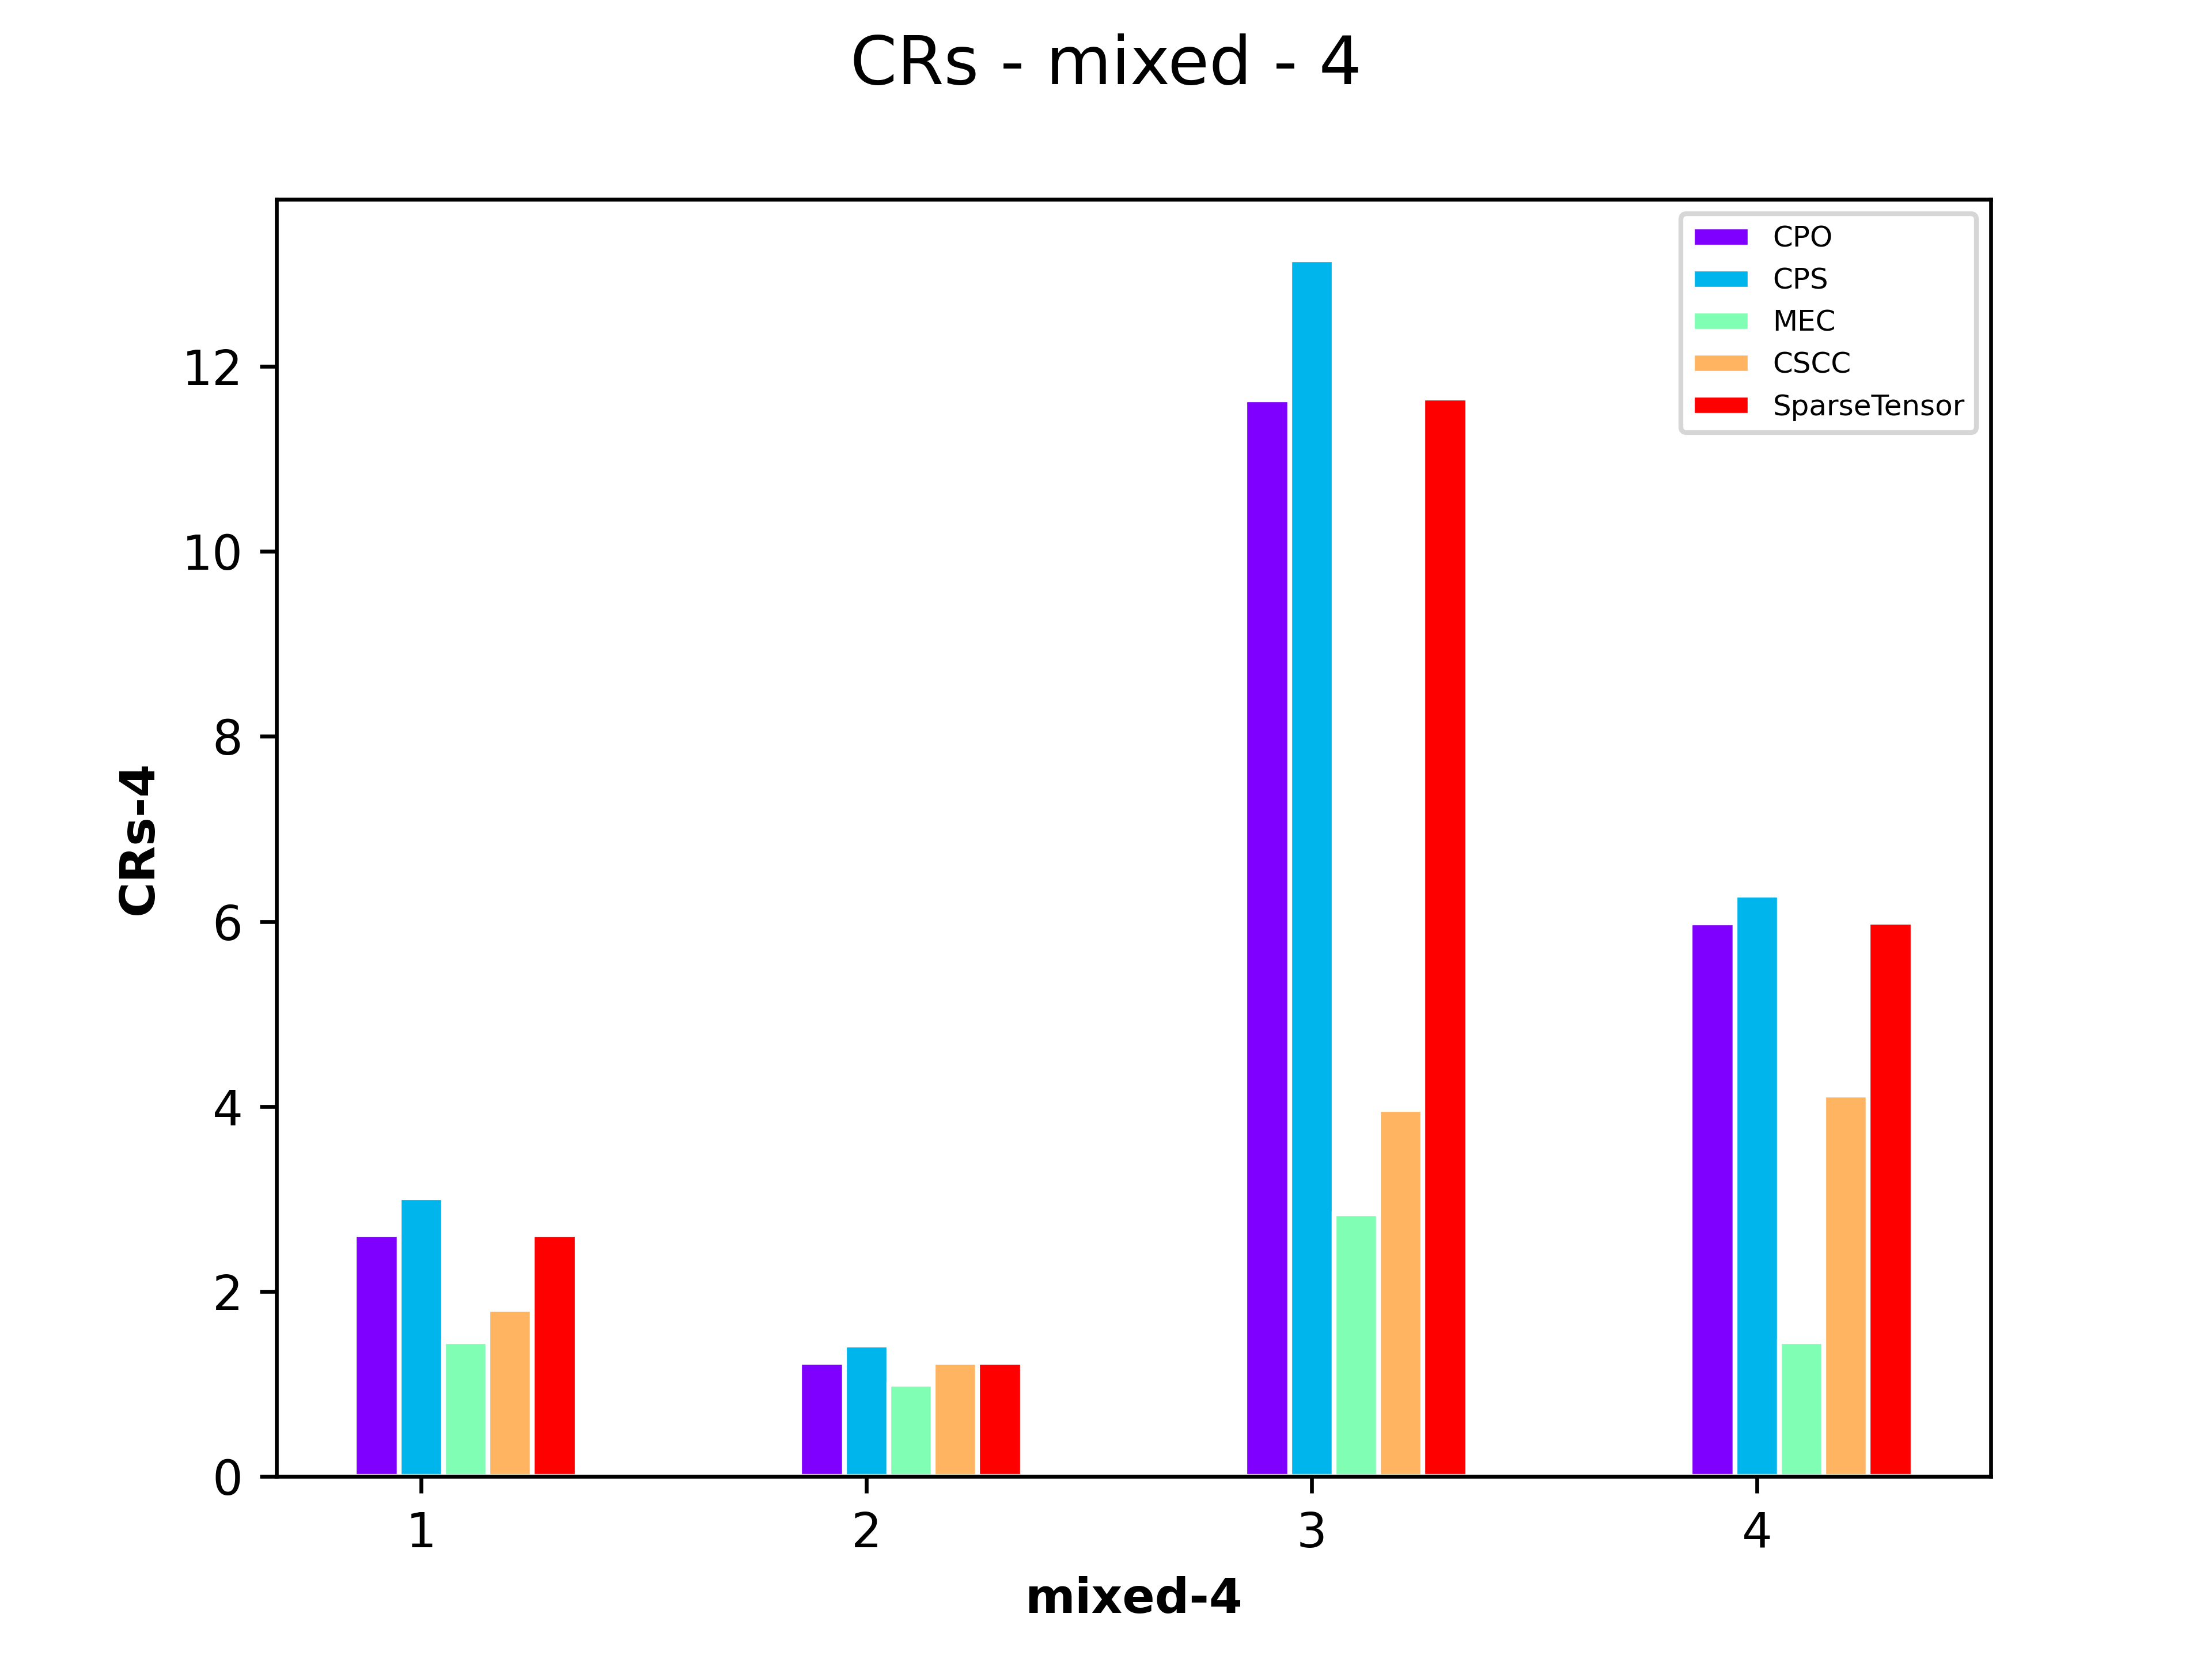 CRs - mixed - 4
CPO
CPS
MEC
CSCC
SparseTensor
12
10
8
6
4
2
0
CRs-4
1 2 3 4
mixed-4